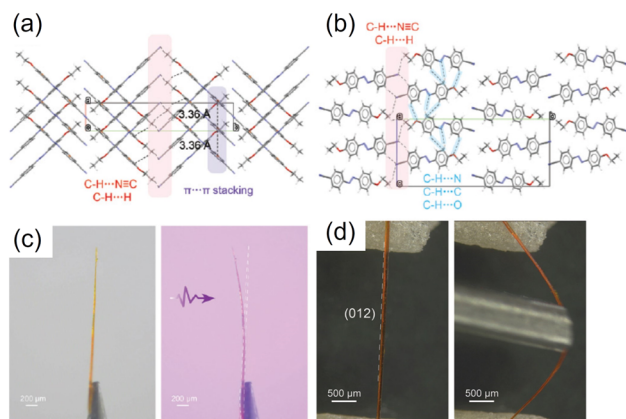 (a)
3.36 Å
3.36 Å
C-H···N≡C
C-H···H
π···π stacking
(b)
C-H···N≡C
C-H···H
C-H···N
C-H···C
C-H···O
(c)
200 μm
200 μm
(d)
(012)
500 μm
500 μm